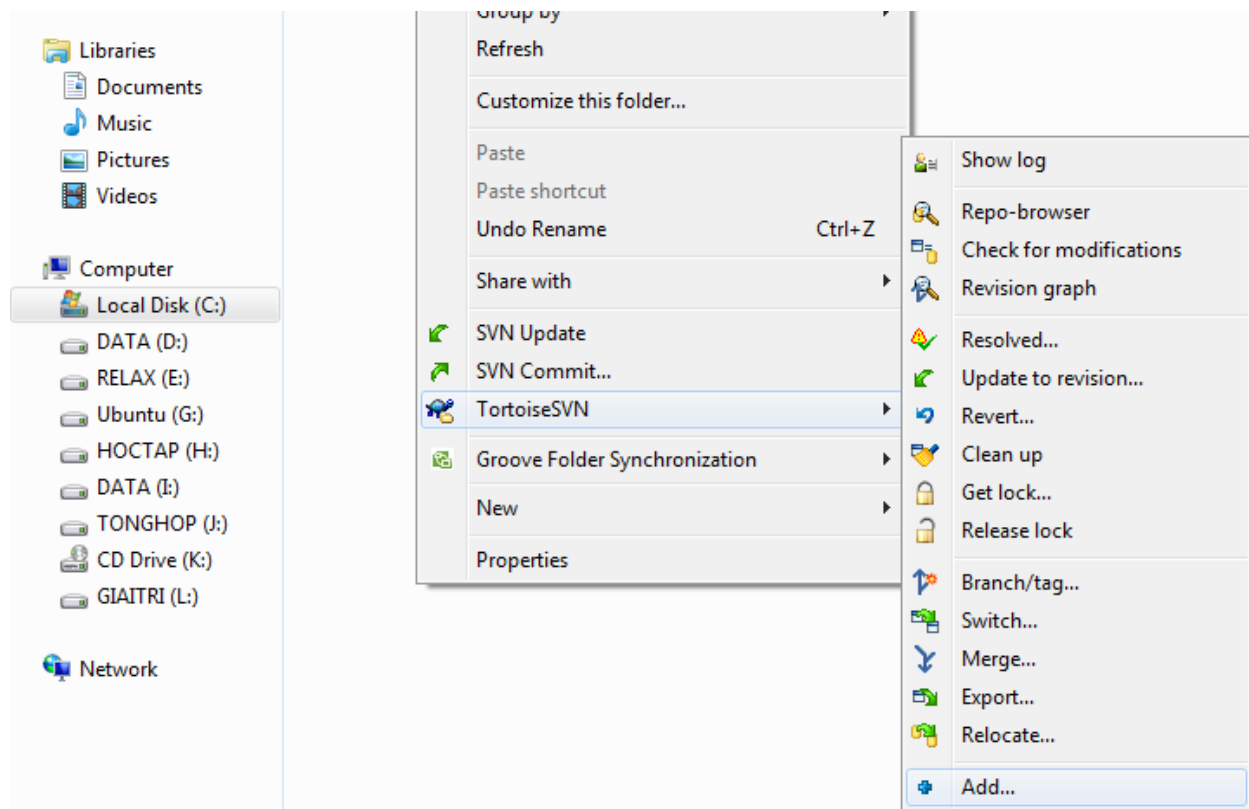 Libraries
Documents
Music
Pictures
Videos
Computer
Local Disk (C:)
DATA (D:)
RELAX (E:)
Ubuntu (G:)
HOCTAP (H:)
DATA (I:)
TONGHOP (J:)
CD Drive (K:)
GIAITRI (L:)
Network
Group by
Refresh
Customize this folder...
Paste
Paste shortcut
Undo Rename Ctrl+Z
Share with
SVN Update
SVN Commit...
TortoiseSVN
Groove Folder Synchronization
New
Properties
Show log
Repo-browser
Check for modifications
Revision graph
Resolved...
Update to revision...
Revert...
Clean up
Get lock...
Release lock
Branch/tag...
Switch...
Merge...
Export...
Relocate...
Add...